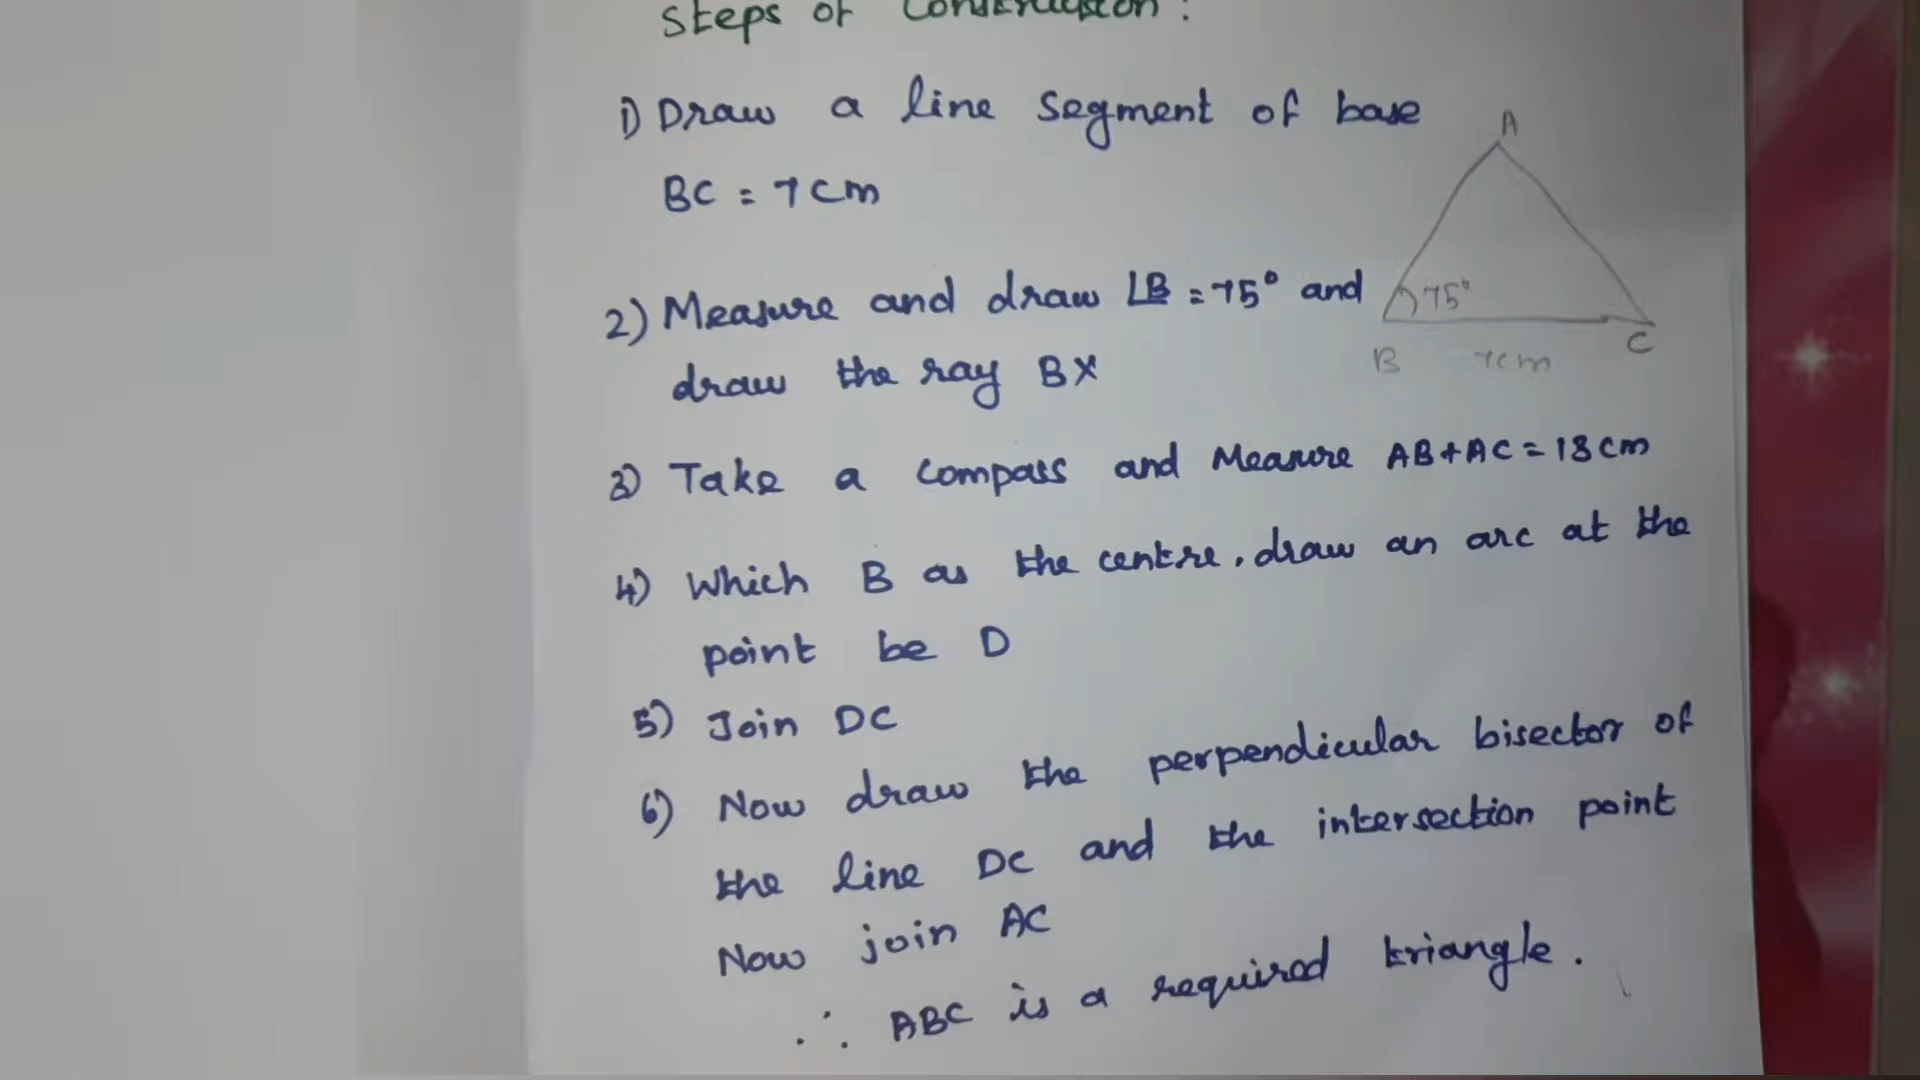 Steps of Construction :
1) Draw a line segment of base
BC = 7cm
2) Measure and draw ∠B = 75° and
draw the ray BX
3) Take a compass and Measure AB+AC = 13cm
4) Which B as the centre, draw an arc at the
point be D
5) Join DC
6) Now draw the perpendicular bisector of
the line DC and the intersection point
Now join AC
∴ ABC is a required triangle.
A
75°
B 7cm C